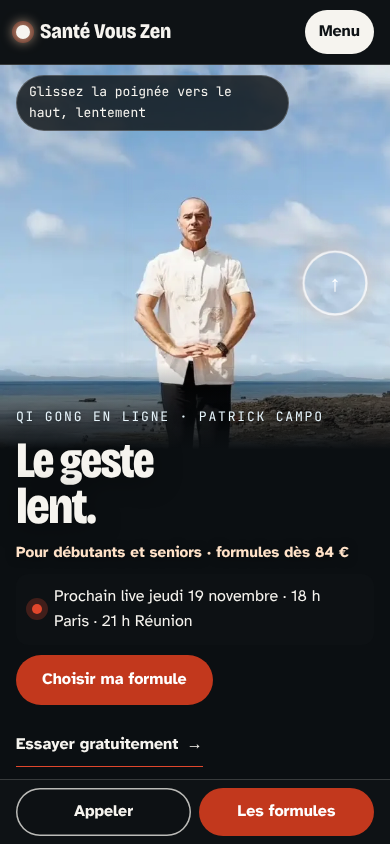 Santé Vous Zen
Menu
Glissez la poignée vers le
haut, lentement
↑
QI GONG EN LIGNE · PATRICK CAMPO
Le geste
lent.
Pour débutants et seniors · formules dès 84 €
Prochain live jeudi 19 novembre · 18 h
Paris · 21 h Réunion
Choisir ma formule
Essayer gratuitement →
Appeler
Les formules